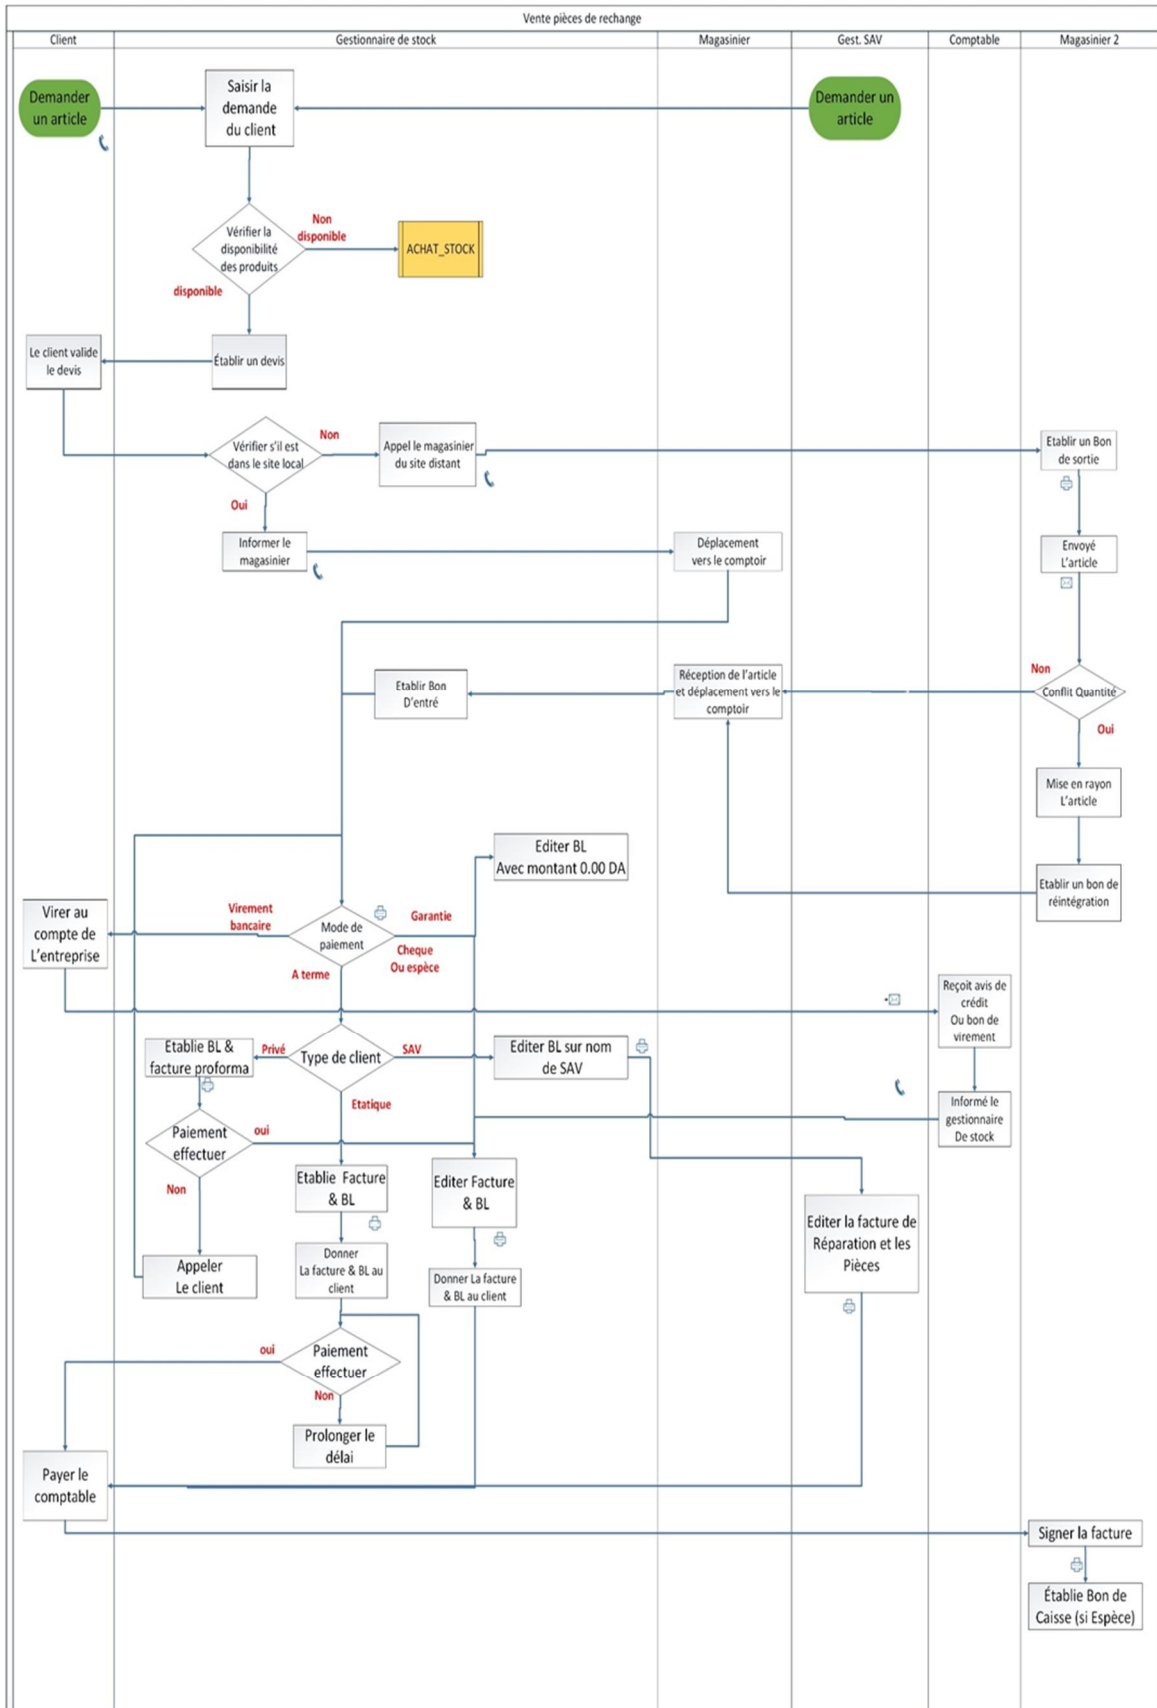 Vente pièces de rechange
Client
Gestionnaire de stock
Magasinier
Gest. SAV
Comptable
Magasinier 2
Demander
un article
Saisir la
demande
du client
Demander un
article
Vérifier la
disponibilité
des produits
Non
disponible
ACHAT_STOCK
disponible
Le client valide
le devis
Établir un devis
Vérifier s'il est
dans le site local
Non
Appel le magasinier
du site distant
Etablir un Bon
de sortie
Oui
Informer le
magasinier
Déplacement
vers le comptoir
Envoyé
L'article
Etablir Bon
D'entré
Réception de l'article
et déplacement vers le
comptoir
Non
Conflit Quantité
Oui
Mise en rayon
L'article
Editer BL
Avec montant 0.00 DA
Etablir un bon de
réintégration
Virer au
compte de
L'entreprise
Virement
bancaire
Mode de
paiement
Garantie
Cheque
Ou espèce
A terme
Reçoit avis de
crédit
Ou bon de
virement
Etablie BL &
facture proforma
Privé
Type de client
SAV
Editer BL sur nom
de SAV
Etatique
Informé le
gestionnaire
De stock
Paiement
effectuer
oui
Non
Etablie Facture
& BL
Editer Facture
& BL
Editer la facture de
Réparation et les
Pièces
Appeler
Le client
Donner
La facture & BL au
client
Donner La facture
& BL au client
oui
Paiement
effectuer
Non
Prolonger le
délai
Payer le
comptable
Signer la facture
Établie Bon de
Caisse (si Espèce)